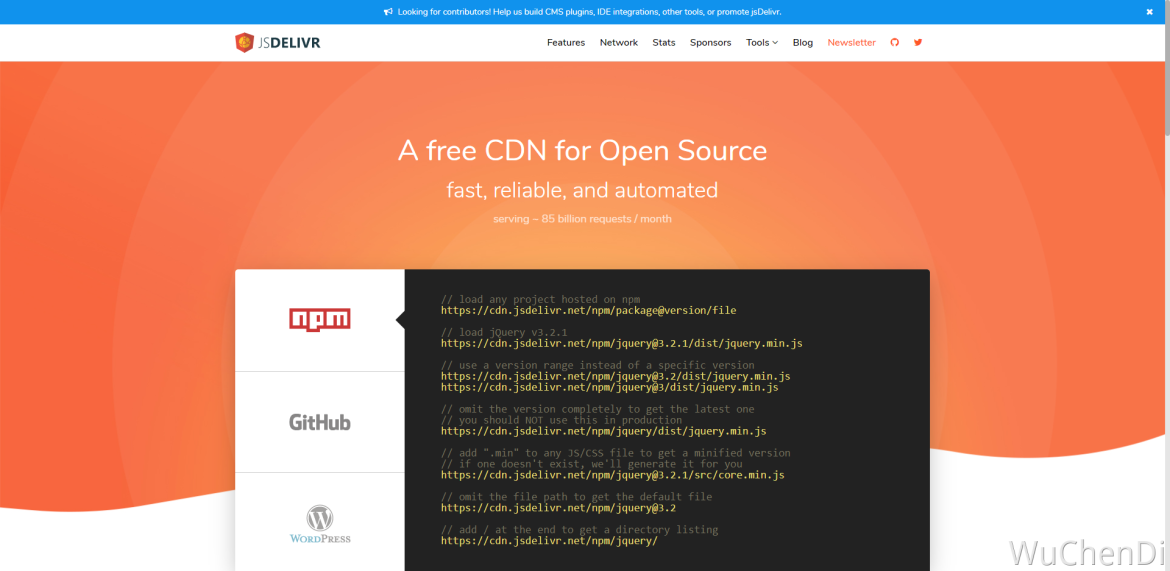 Looking for contributors! Help us build CMS plugins, IDE integrations, other tools, or promote jsDelivr.
JSDELIVR
Features Network Stats Sponsors Tools Blog Newsletter
A free CDN for Open Source
fast, reliable, and automated
serving ~ 85 billion requests / month
npm
GitHub
WORDPRESS
// load any project hosted on npm
https://cdn.jsdelivr.net/npm/package@version/file
// load jQuery v3.2.1
https://cdn.jsdelivr.net/npm/jquery@3.2.1/dist/jquery.min.js
// use a version range instead of a specific version
https://cdn.jsdelivr.net/npm/jquery@3.2/dist/jquery.min.js
https://cdn.jsdelivr.net/npm/jquery@3/dist/jquery.min.js
// omit the version completely to get the latest one
// you should NOT use this in production
https://cdn.jsdelivr.net/npm/jquery/dist/jquery.min.js
// add ".min" to any JS/CSS file to get a minified version
// if one doesn't exist, we'll generate it for you
https://cdn.jsdelivr.net/npm/jquery@3.2.1/src/core.min.js
// omit the file path to get the default file
https://cdn.jsdelivr.net/npm/jquery@3.2
// add / at the end to get a directory listing
https://cdn.jsdelivr.net/npm/jquery/
WuChenDi